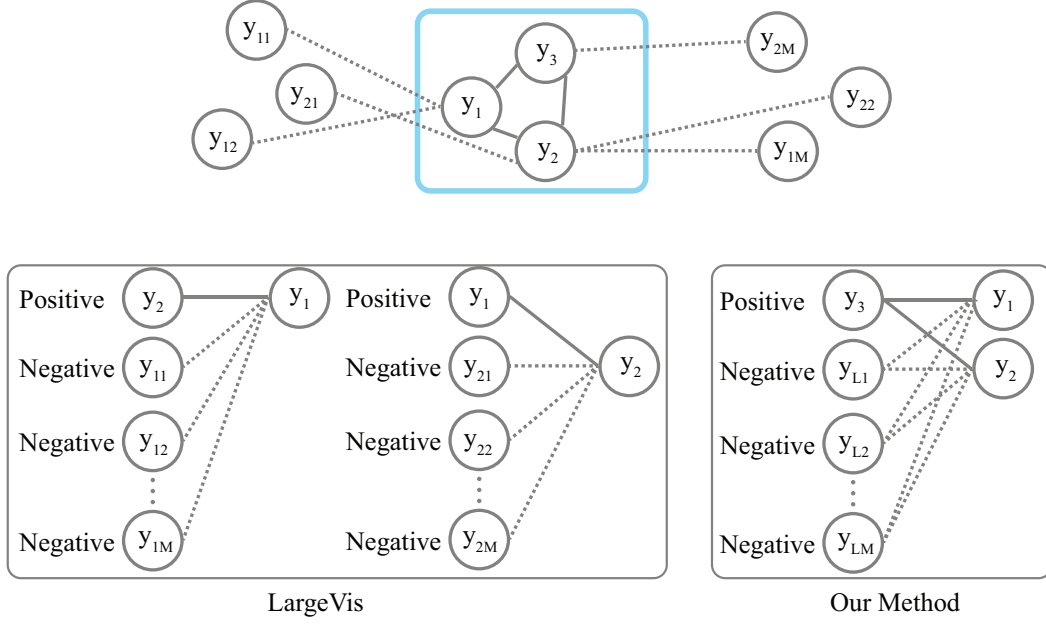 y11
y3
y2M
y21
y1
y22
y12
y2
y1M
Positive y2 y1 Positive y1
Negative y11 Negative y21 y2
Negative y12 Negative y22
Negative y1M Negative y2M
LargeVis
Positive y3 y1
Negative yL1 y2
Negative yL2
Negative yLM
Our Method